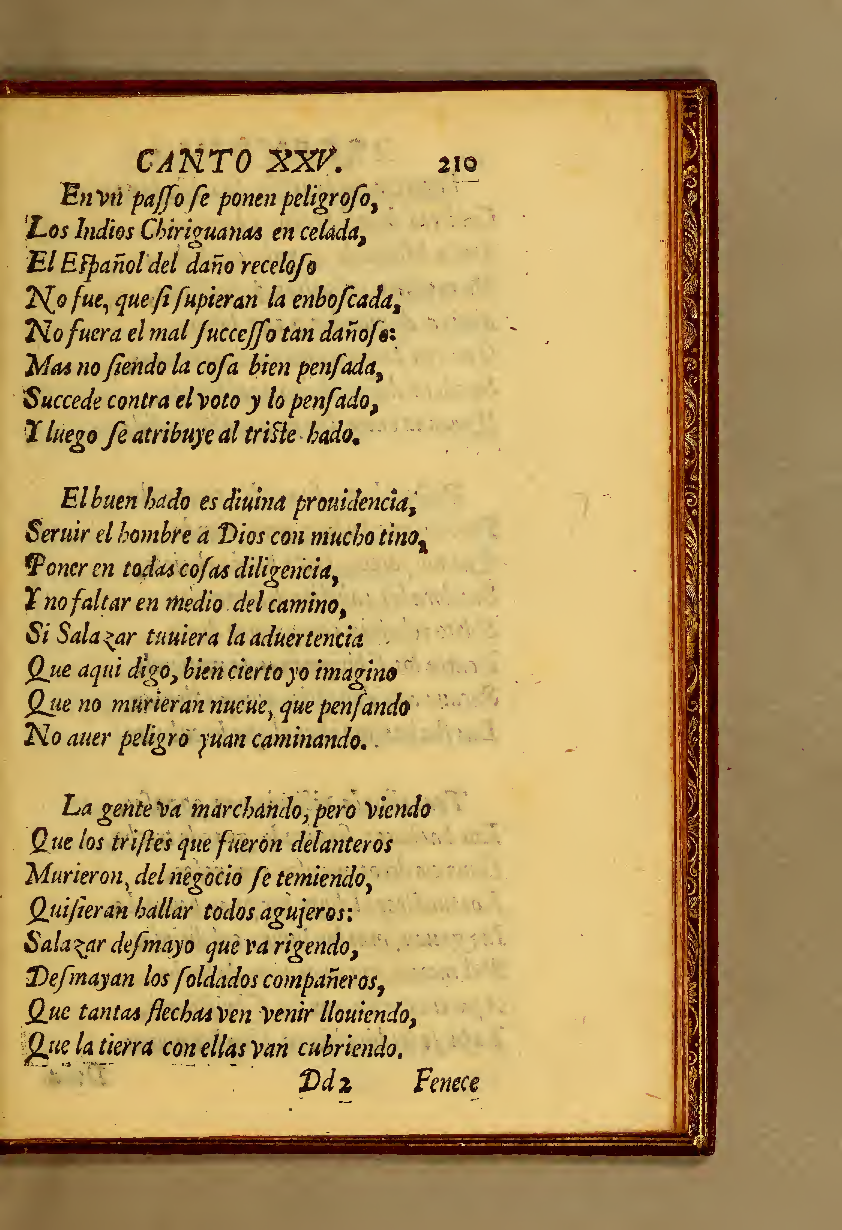 CANTO XXV. 210
En vn paſſo ſe ponen peligroſo,
Los Indios Chiriguanas en celada,
El Eſpañol del daño receloſo
No fue, que ſi ſupieran la enboſcada,
No fuera el mal ſucceſſo tan dañoſo:
Mas no ſiendo la coſa bien penſada,
Succede contra el voto y lo penſado,
Y luego ſe atribuye al triſte hado.
El buen hado es diuina prouidencia,
Seruir el hombre a Dios con mucho tino,
Poner en todas coſas diligencia,
Y no faltar en medio del camino,
Si Salazar tuuiera la aduertencia
Que aqui digo, bien cierto yo imagino
Que no murieran nueue, que penſando
No auer peligro yuan caminando.
La gente va marchando, pero viendo
Que los triſtes que fueron delanteros
Murieron, del negocio ſe temiendo,
Quiſieran hallar todos agujeros:
Salazar deſmayo que va rigendo,
Deſmayan los ſoldados compañeros,
Que tantas flechas ven venir llouiendo,
Que la tierra con ellas van cubriendo.
Dd2 Fenece